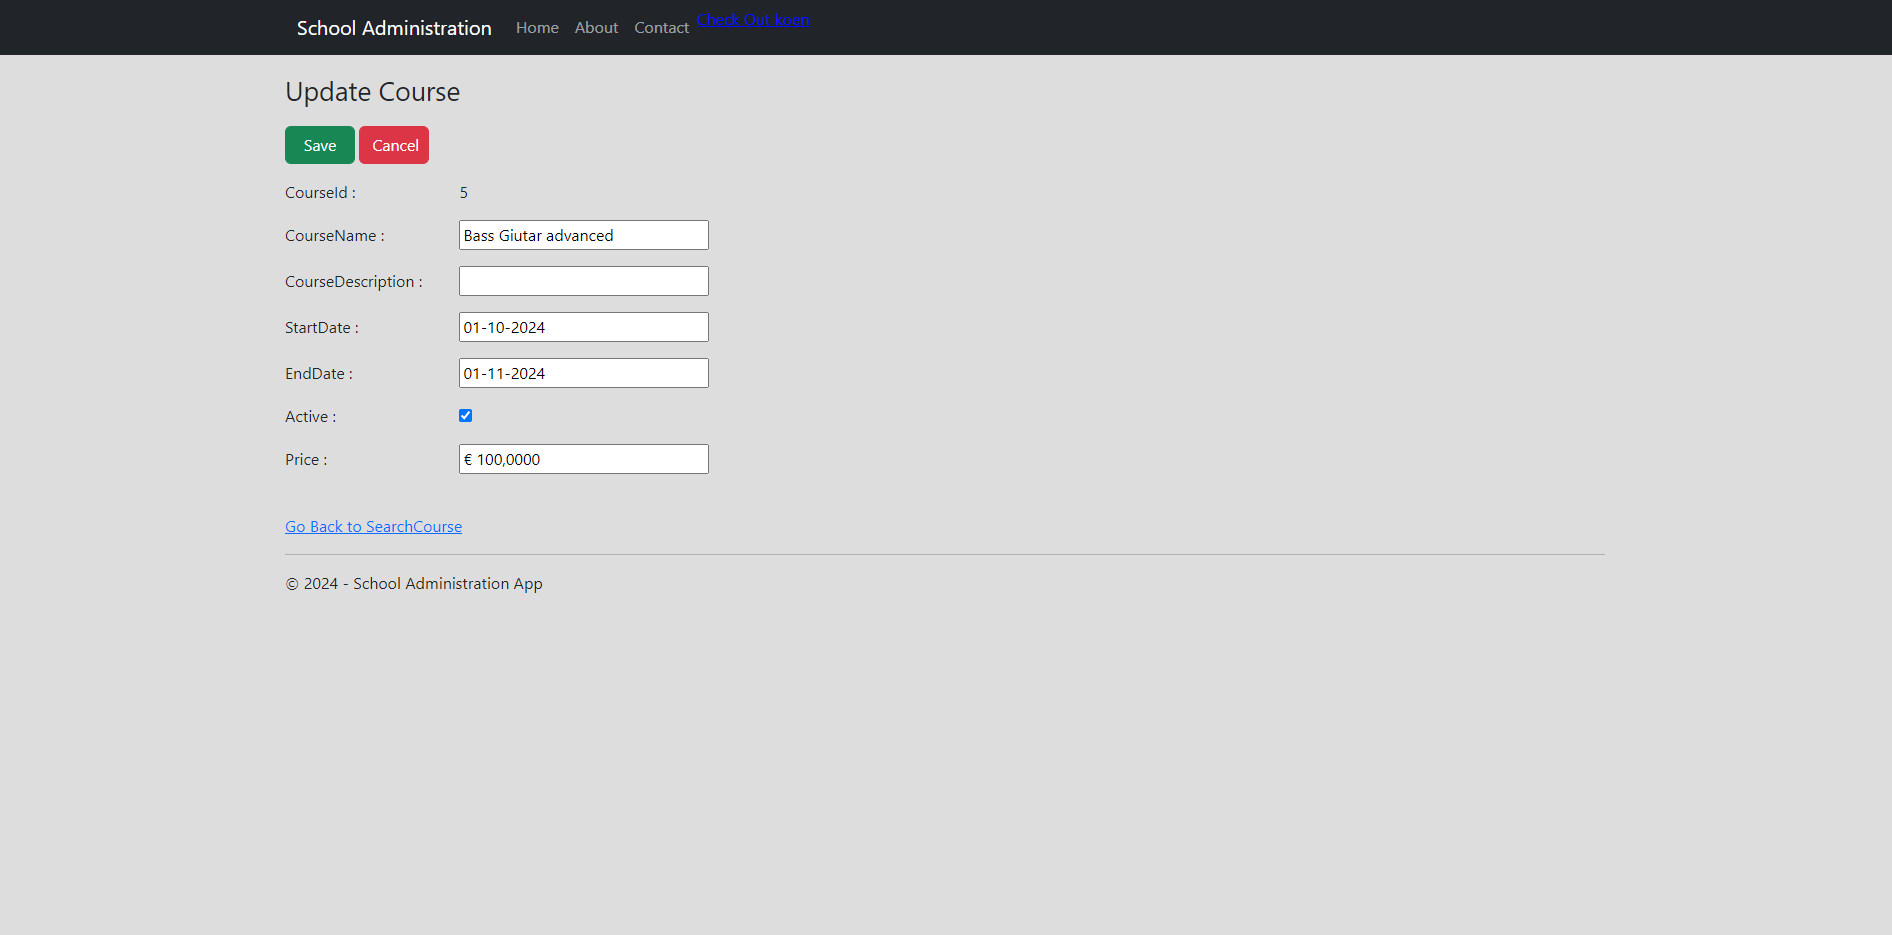 School Administration Home About Contact Check Out koen
Update Course
Save Cancel
CourseId : 5
CourseName : Bass Giutar advanced
CourseDescription :
StartDate : 01-10-2024
EndDate : 01-11-2024
Active :
Price : € 100,0000
Go Back to SearchCourse
© 2024 - School Administration App